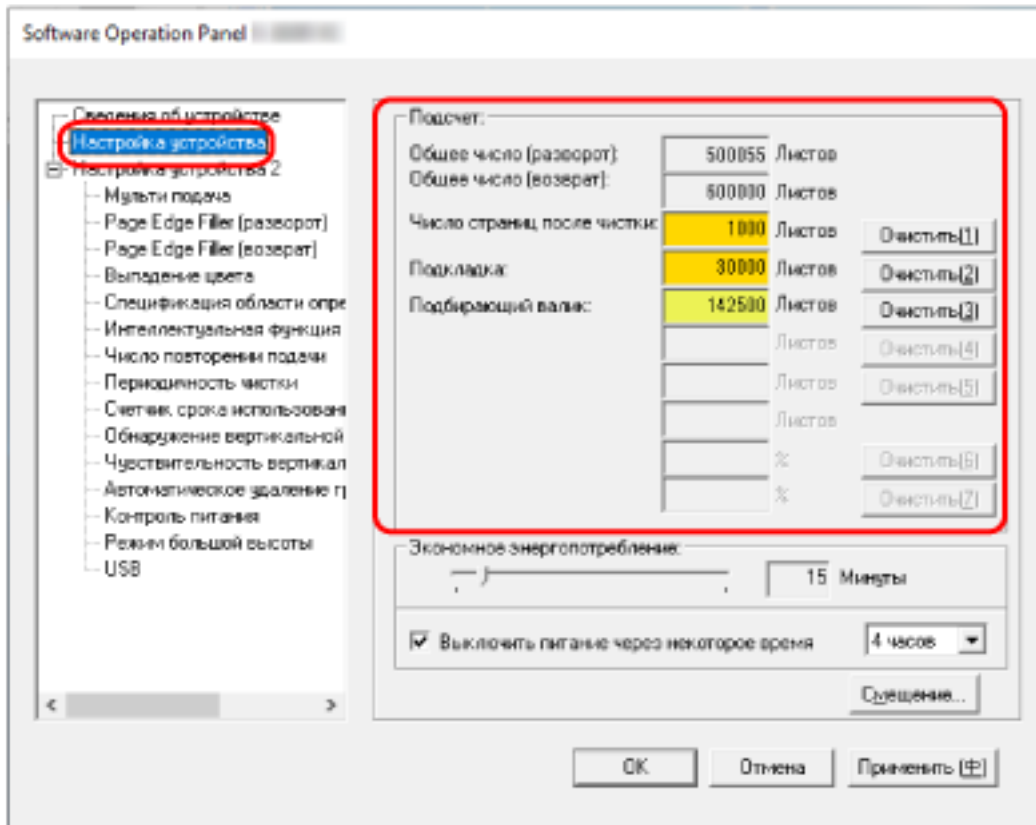 Software Operation Panel
Сведения об устройстве
Настройка устройства
Настройка устройства 2
Мульти подача
Page Edge Filler (разворот)
Page Edge Filler (возврат)
Выпадение цвета
Спецификация области опре
Интеллектуальная функция
Число повторении подачи
Периодичность чистки
Счетчик срока использовани
Обнаружение вертикальной
Чувствительность вертикал
Автоматическое удаление г
Контроль питания
Режим большой высоты
USB
Подсчет:
Общее число (разворот): 500055 Листов
Общее число (возврат): 600000 Листов
Число страниц после чистки: 1000 Листов Очистить(1)
Подкладка: 30000 Листов Очистить(2)
Подбирающий валик: 142500 Листов Очистить(3)
Листов Очистить(4)
Листов Очистить(5)
Листов
% Очистить(6)
% Очистить(7)
Экономное энергопотребление:
15 Минуты
Выключить питание через некоторое время 4 часов
Смещение...
OK Отмена Применить (中)